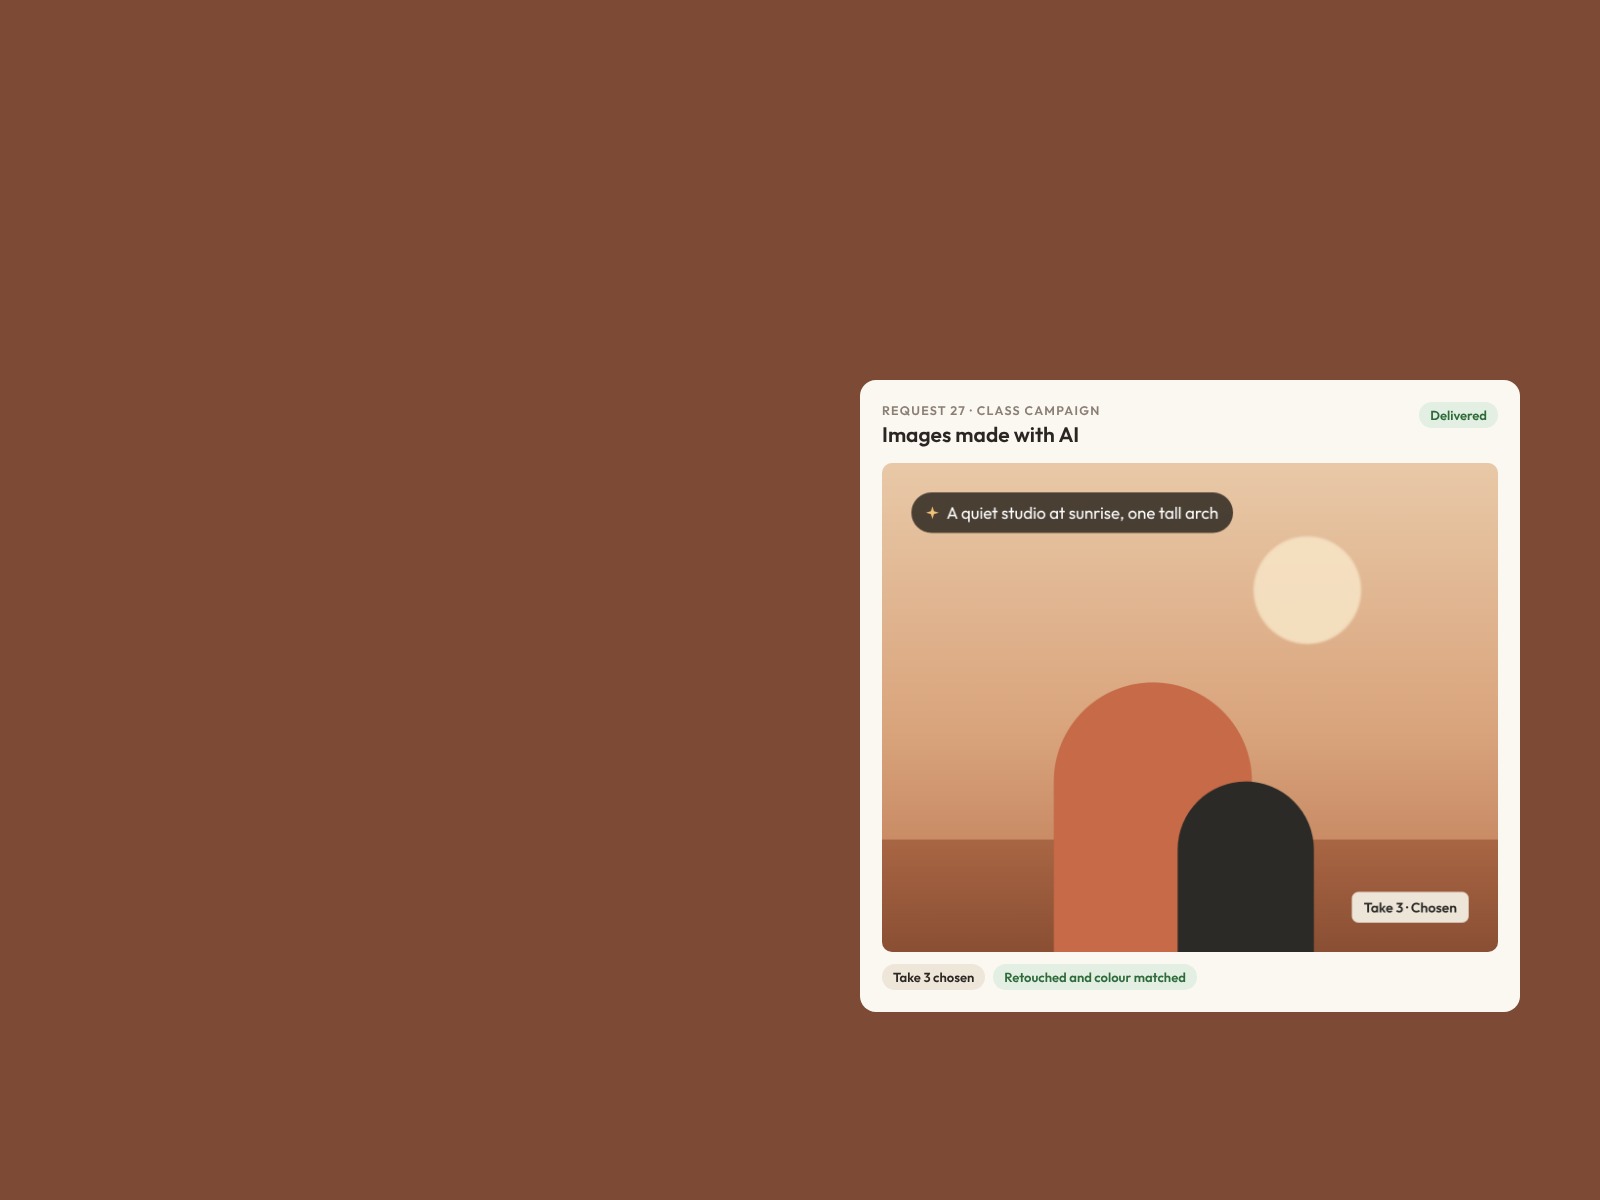 REQUEST 27 · CLASS CAMPAIGN
Images made with AI
Delivered
A quiet studio at sunrise, one tall arch
Take 3 · Chosen
Take 3 chosen
Retouched and colour matched